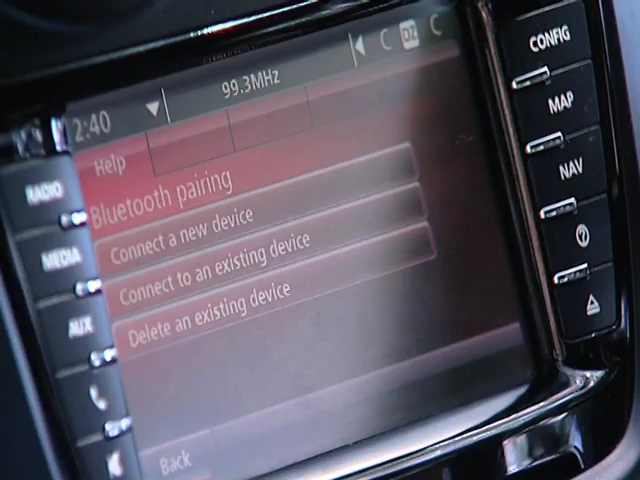 99.3MHz
2:40
Help
Bluetooth pairing
Connect a new device
Connect to an existing device
Delete an existing device
Back
RADIO
MEDIA
AUX
CONFIG
MAP
NAV
?